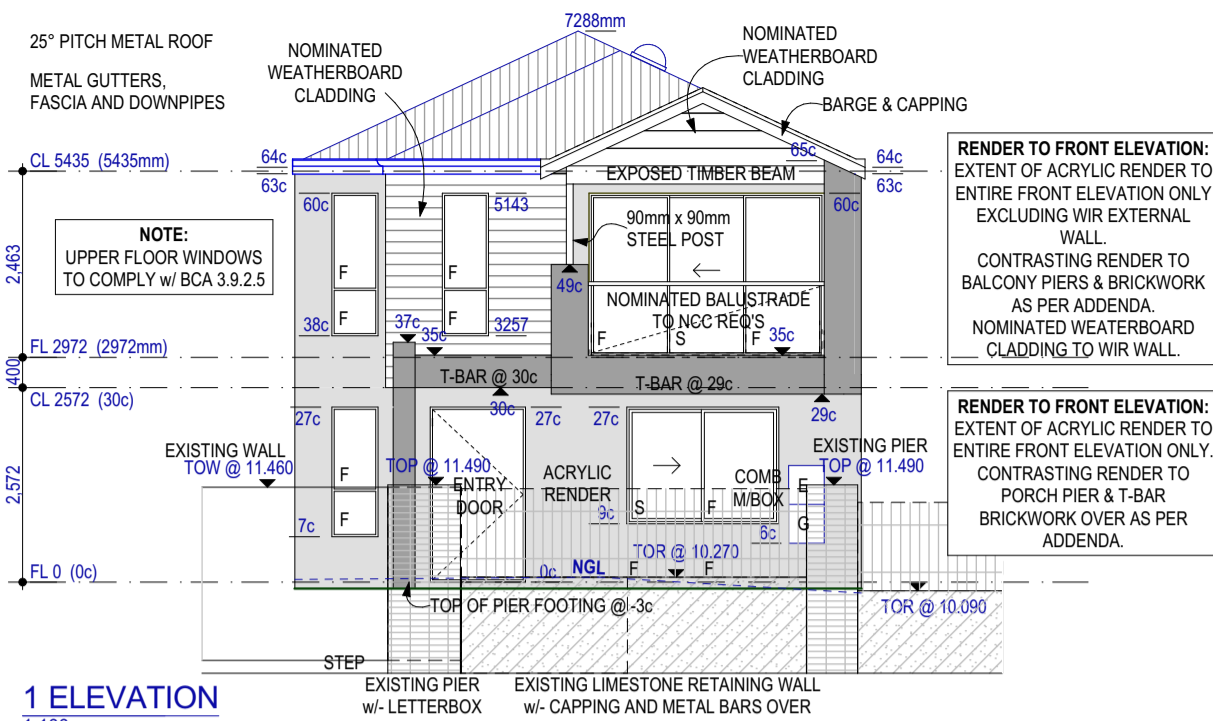 7288mm
25° PITCH METAL ROOF
METAL GUTTERS,
FASCIA AND DOWNPIPES
NOMINATED
WEATHERBOARD
CLADDING
NOMINATED
WEATHERBOARD
CLADDING
BARGE & CAPPING
CL 5435 (5435mm)
64c
63c
65c
64c
63c
EXPOSED TIMBER BEAM
60c
5143
60c
90mm x 90mm
STEEL POST
NOTE:
UPPER FLOOR WINDOWS
TO COMPLY w/ BCA 3.9.2.5
2,463
F
F
49c
NOMINATED BALUSTRADE
TO NCC REQ'S
38c
F
F
3257
37c
35c
F
S
F
35c
FL 2972 (2972mm)
400
T-BAR @ 30c
T-BAR @ 29c
CL 2572 (30c)
30c
29c
27c
27c
27c
RENDER TO FRONT ELEVATION:
EXTENT OF ACRYLIC RENDER TO
ENTIRE FRONT ELEVATION ONLY
EXCLUDING WIR EXTERNAL
WALL.
CONTRASTING RENDER TO
BALCONY PIERS & BRICKWORK
AS PER ADDENDA.
NOMINATED WEATERBOARD
CLADDING TO WIR WALL.
RENDER TO FRONT ELEVATION:
EXTENT OF ACRYLIC RENDER TO
ENTIRE FRONT ELEVATION ONLY.
CONTRASTING RENDER TO
PORCH PIER & T-BAR
BRICKWORK OVER AS PER
ADDENDA.
EXISTING WALL
TOW @ 11.460
2,572
F
F
7c
TOP @ 11.490
ENTRY
DOOR
ACRYLIC
RENDER
9c
S
F
COMB
M/BOX
6c
E
G
EXISTING PIER
TOP @ 11.490
TOR @ 10.270
FL 0 (0c)
0c
NGL
F
F
TOP OF PIER FOOTING @ -3c
TOR @ 10.090
STEP
EXISTING PIER
w/- LETTERBOX
EXISTING LIMESTONE RETAINING WALL
w/- CAPPING AND METAL BARS OVER
1 ELEVATION